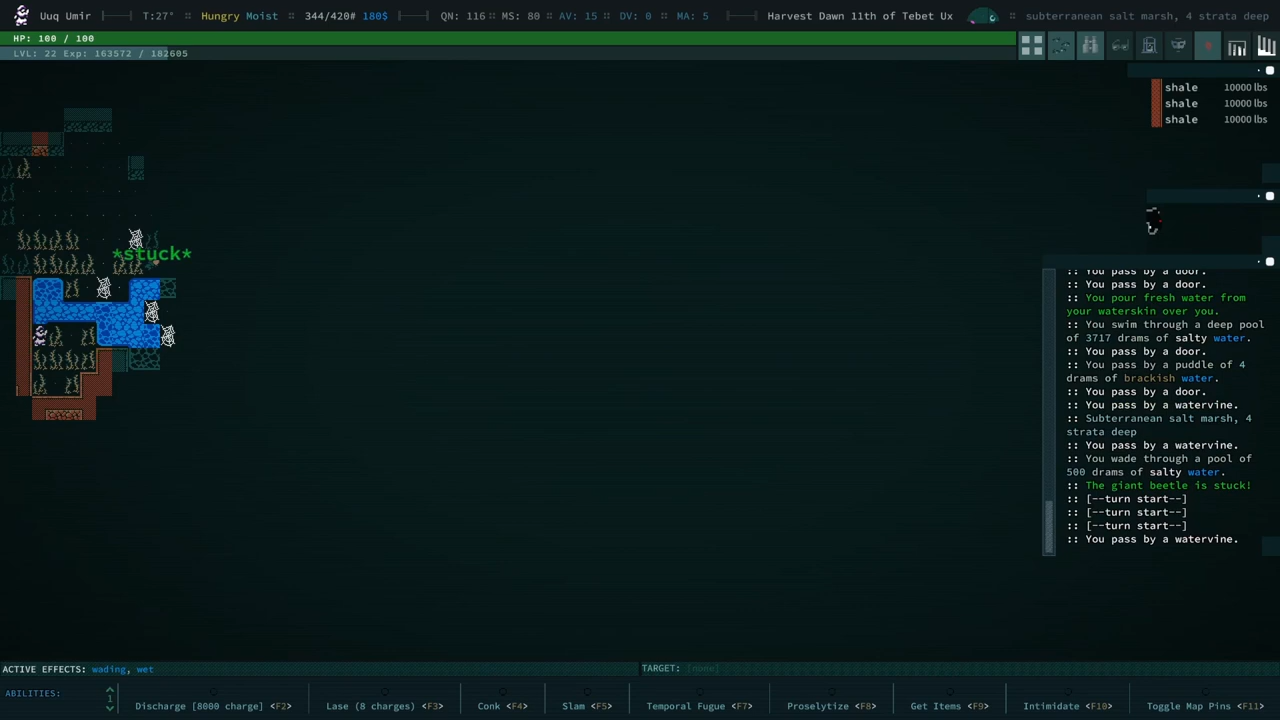 Uuq Umir T:27° Hungry Moist 344/420# 180$ QN: 116 MS: 80 AV: 15 DV: 0 MA: 5 Harvest Dawn 11th of Tebet Ux subterranean salt marsh, 4 strata deep
HP: 100 / 100
LVL: 22 Exp: 163572 / 182605
shale 10000 lbs
shale 10000 lbs
shale 10000 lbs
*stuck*
:: You pass by a door.
:: You pass by a door.
:: You pour fresh water from
your waterskin over you.
:: You swim through a deep pool
of 3717 drams of salty water.
:: You pass by a door.
:: You pass by a puddle of 4
drams of brackish water.
:: You pass by a door.
:: You pass by a watervine.
:: Subterranean salt marsh, 4
strata deep
:: You pass by a watervine.
:: You wade through a pool of
500 drams of salty water.
:: The giant beetle is stuck!
:: [--turn start--]
:: [--turn start--]
:: [--turn start--]
:: You pass by a watervine.
ACTIVE EFFECTS: wading, wet TARGET: [none]
ABILITIES: 1 Discharge [8000 charge] <F2> Lase (8 charges) <F3> Conk <F4> Slam <F5> Temporal Fugue <F7> Proselytize <F8> Get Items <F9> Intimidate <F10> Toggle Map Pins <F11>